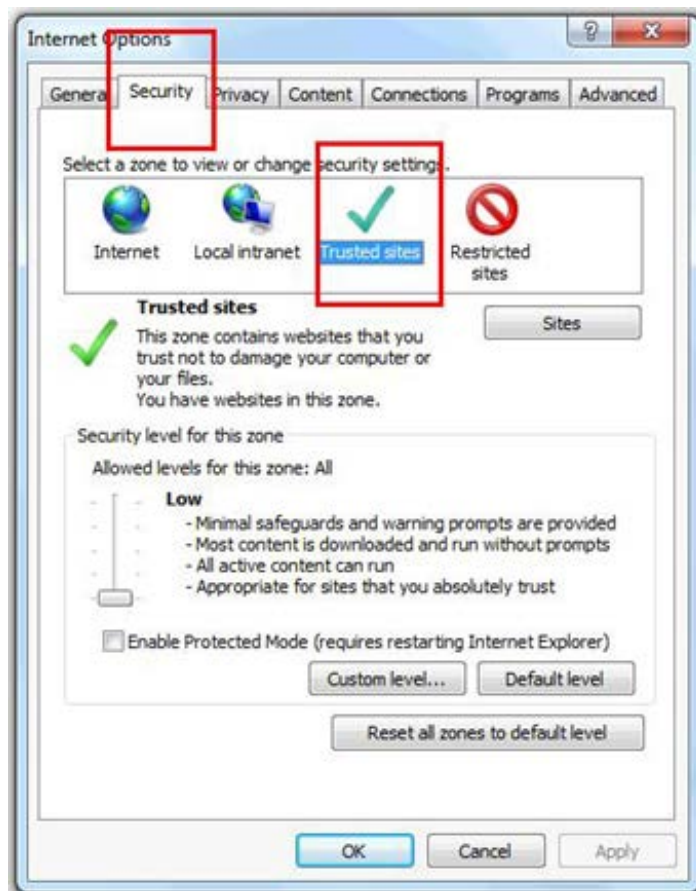 Internet Options
General Security Privacy Content Connections Programs Advanced
Select a zone to view or change security settings.
Internet Local intranet Trusted sites Restricted sites
Trusted sites
This zone contains websites that you
trust not to damage your computer or
your files.
You have websites in this zone.
Sites
Security level for this zone
Allowed levels for this zone: All
Low
- Minimal safeguards and warning prompts are provided
- Most content is downloaded and run without prompts
- All active content can run
- Appropriate for sites that you absolutely trust
Enable Protected Mode (requires restarting Internet Explorer)
Custom level... Default level
Reset all zones to default level
OK Cancel Apply